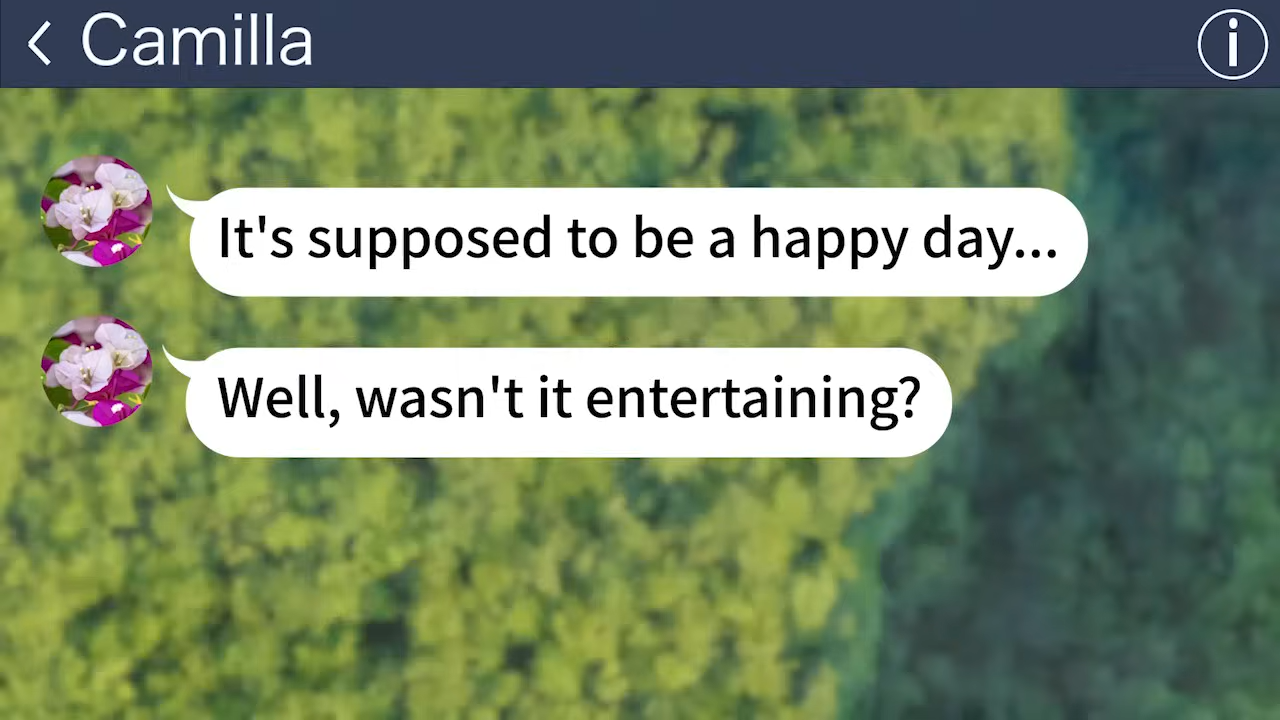 Camilla
It's supposed to be a happy day...
Well, wasn't it entertaining?